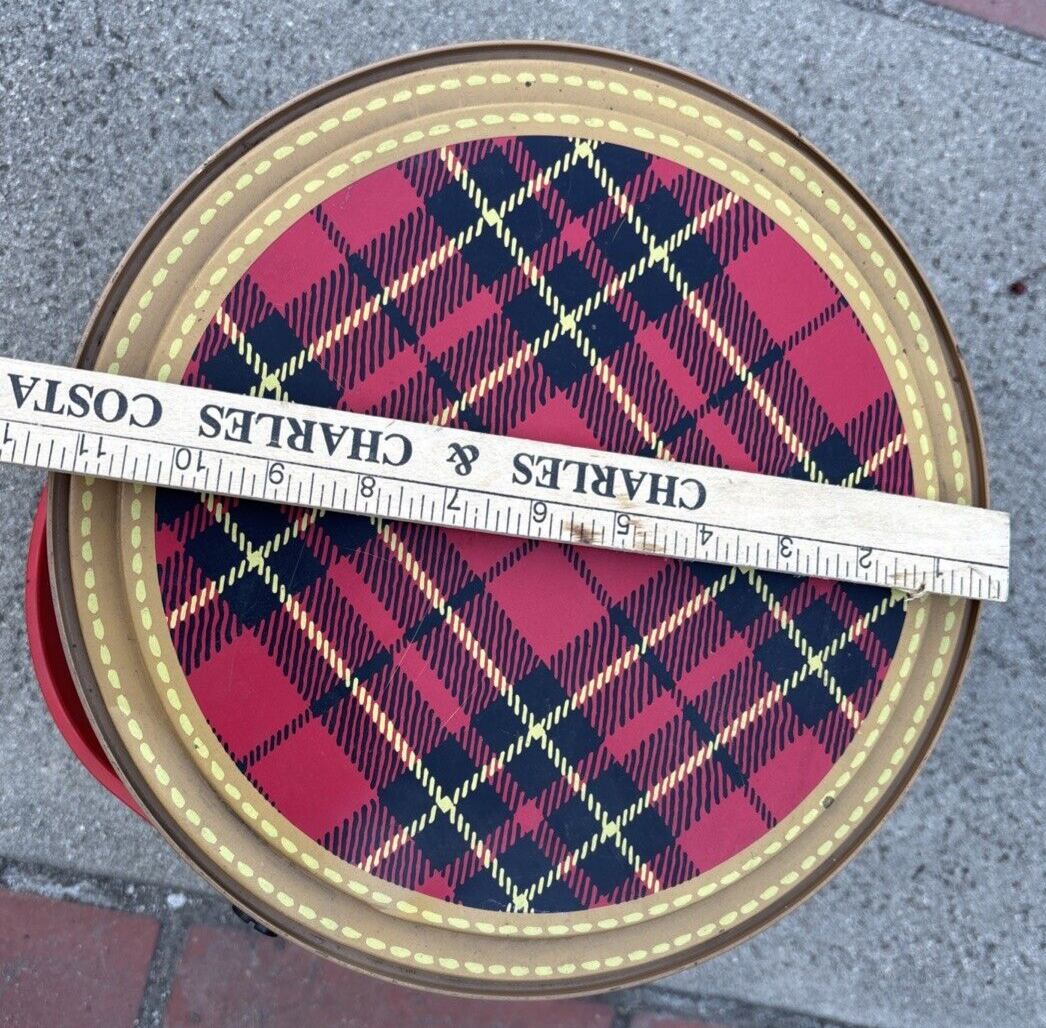 CHARLES & CHARLES COSTA
1 2 3 4 5 6 7 8 9 10 11